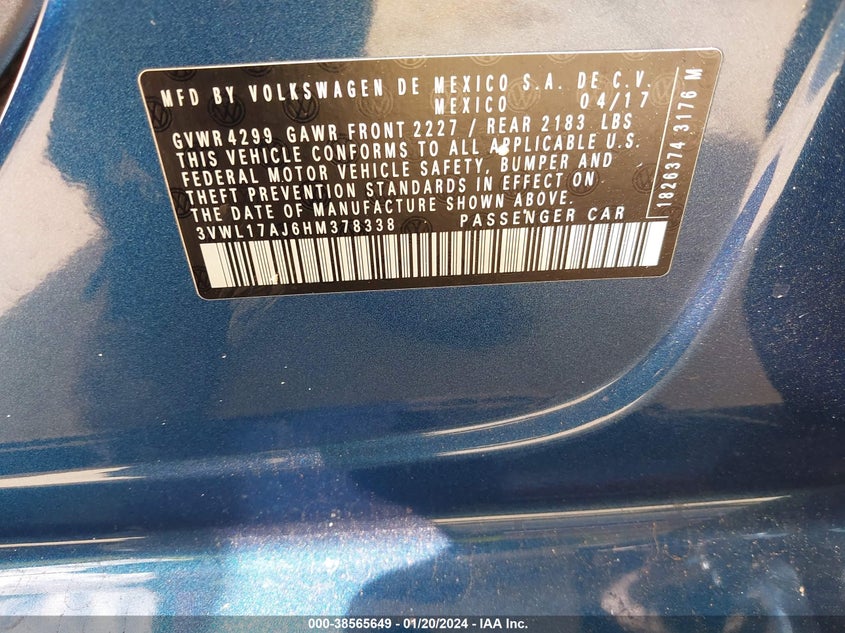 MFD BY VOLKSWAGEN DE MEXICO S.A. DE C.V.
MEXICO 04/17
GVWR 4299 GAWR FRONT 2227 / REAR 2183 LBS
THIS VEHICLE CONFORMS TO ALL APPLICABLE U.S.
FEDERAL MOTOR VEHICLE SAFETY, BUMPER AND
THEFT PREVENTION STANDARDS IN EFFECT ON
THE DATE OF MANUFACTURE SHOWN ABOVE.
3VWL17AJ6HM378338 PASSENGER CAR
1826374 3176 M
000-38565649 - 01/20/2024 - IAA Inc.